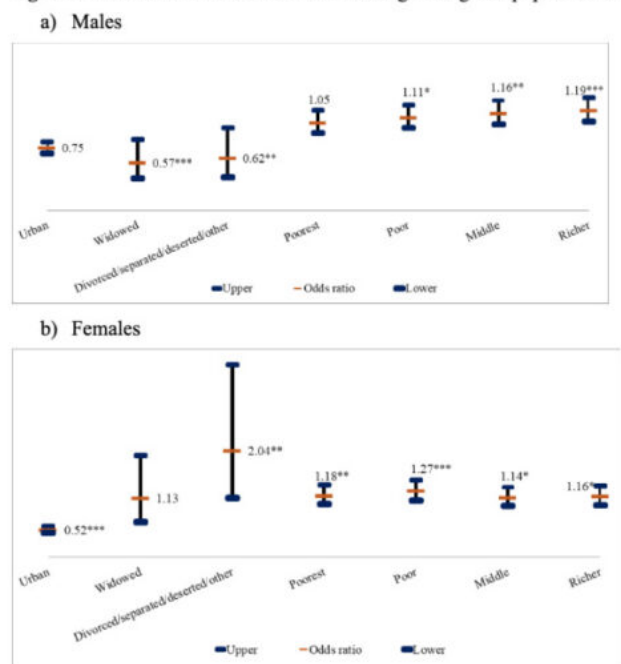 a) Males
1.05
1.11*
1.16**
1.19***
0.75
0.57***
0.62**
Urban
Widowed
Divorced/separated/deserted/other
Poorest
Poor
Middle
Richer
Upper
Odds ratio
Lower
b) Females
2.04**
1.18**
1.27***
1.14*
1.16*
1.13
0.52***
Urban
Widowed
Divorced/separated/deserted/other
Poorest
Poor
Middle
Richer
Upper
Odds ratio
Lower